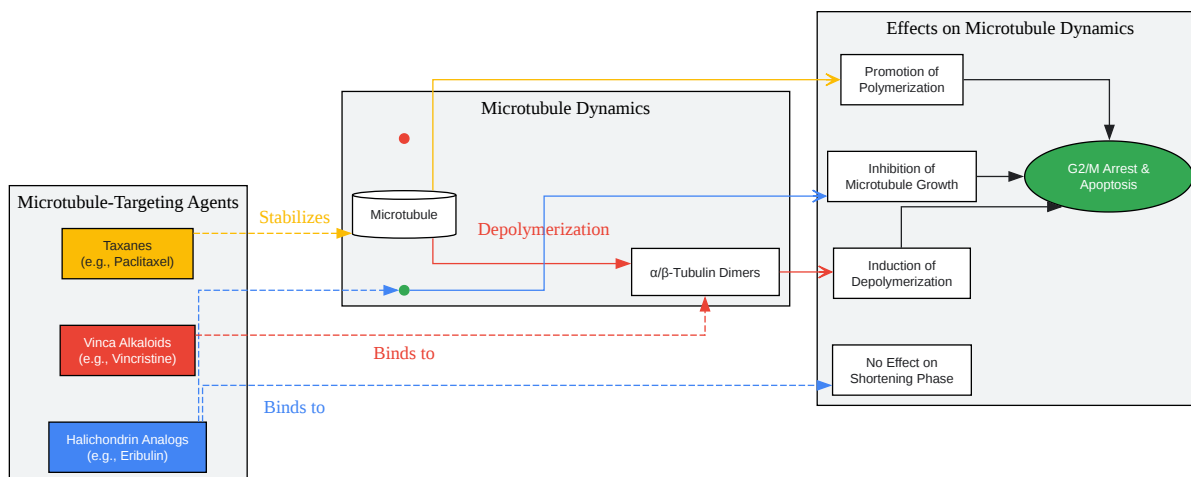 Microtubule-Targeting Agents
Taxanes
(e.g., Paclitaxel)
Vinca Alkaloids
(e.g., Vincristine)
Halichondrin Analogs
(e.g., Eribulin)
Stabilizes
Binds to
Binds to
Microtubule Dynamics
Microtubule
Depolymerization
α/β-Tubulin Dimers
Effects on Microtubule Dynamics
Promotion of
Polymerization
Inhibition of
Microtubule Growth
G2/M Arrest &
Apoptosis
Induction of
Depolymerization
No Effect on
Shortening Phase